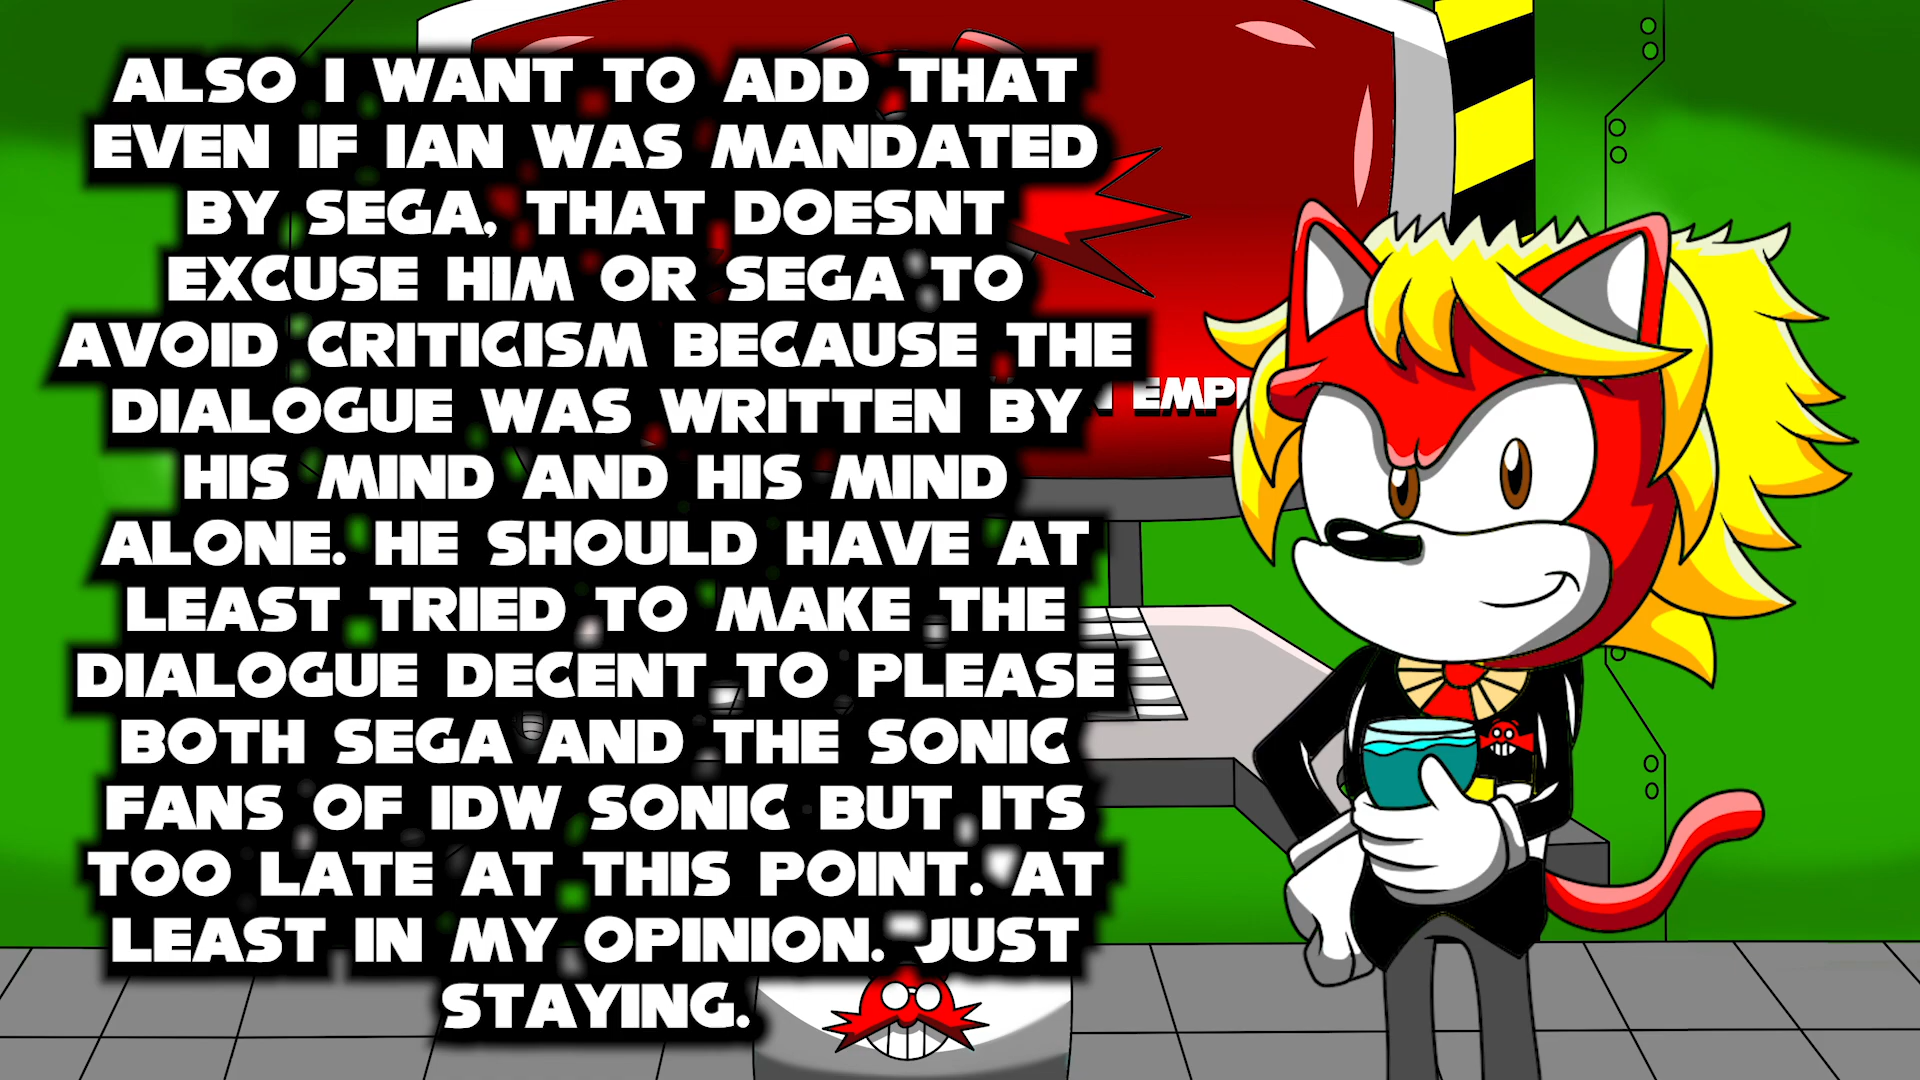 ALSO I WANT TO ADD THAT
EVEN IF IAN WAS MANDATED
BY SEGA, THAT DOESNT
EXCUSE HIM OR SEGA TO
AVOID CRITICISM BECAUSE THE
DIALOGUE WAS WRITTEN BY
HIS MIND AND HIS MIND
ALONE. HE SHOULD HAVE AT
LEAST TRIED TO MAKE THE
DIALOGUE DECENT TO PLEASE
BOTH SEGA AND THE SONIC
FANS OF IDW SONIC BUT ITS
TOO LATE AT THIS POINT. AT
LEAST IN MY OPINION. JUST
STAYING.